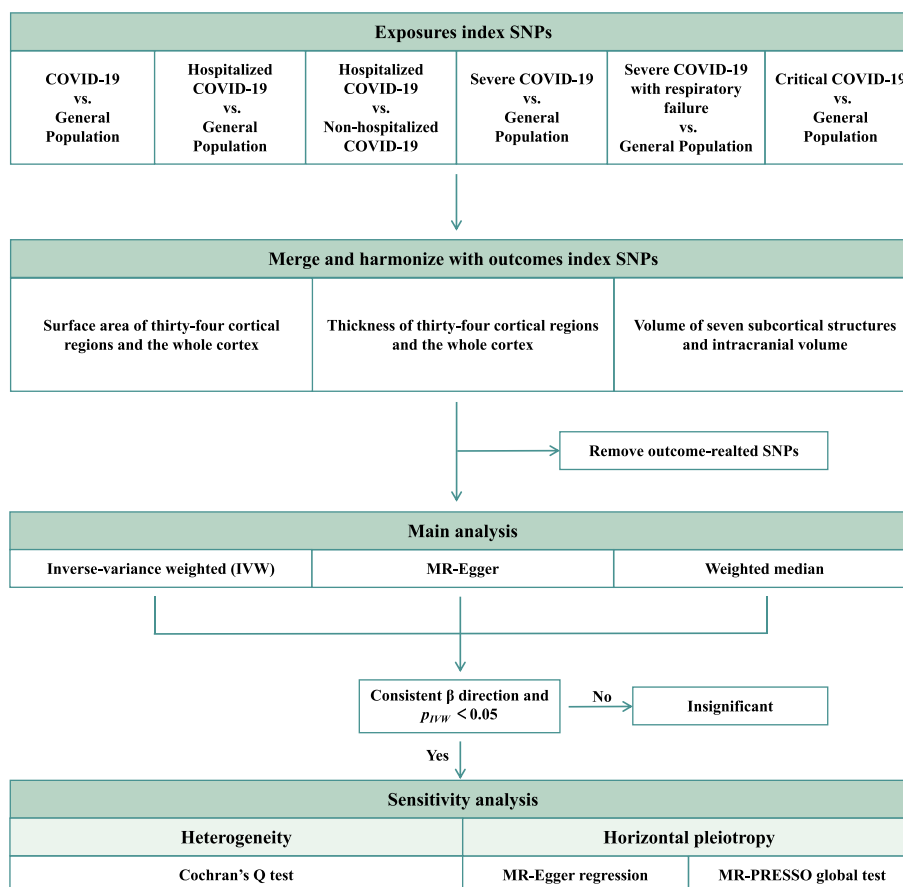 Exposures index SNPs
COVID-19
vs.
General
Population
Hospitalized
COVID-19
vs.
General
Population
Hospitalized
COVID-19
vs.
Non-hospitalized
COVID-19
Severe COVID-19
vs.
General
Population
Severe COVID-19
with respiratory
failure
vs.
General Population
Critical COVID-19
vs.
General
Population
Merge and harmonize with outcomes index SNPs
Surface area of thirty-four cortical
regions and the whole cortex
Thickness of thirty-four cortical regions
and the whole cortex
Volume of seven subcortical structures
and intracranial volume
Remove outcome-realted SNPs
Main analysis
Inverse-variance weighted (IVW)
MR-Egger
Weighted median
Consistent β direction and
pIVW < 0.05
No
Insignificant
Yes
Sensitivity analysis
Heterogeneity
Horizontal pleiotropy
Cochran's Q test
MR-Egger regression
MR-PRESSO global test